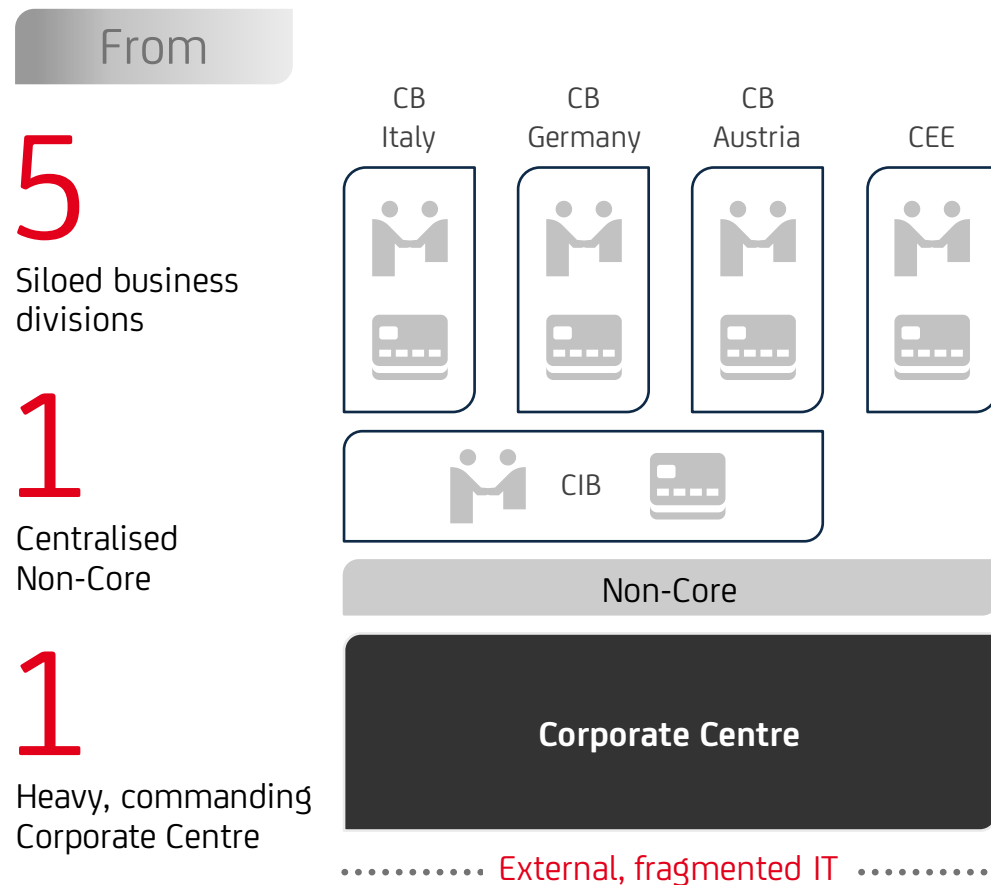 From
5
Siloed business
divisions
1
Centralised
Non-Core
1
Heavy, commanding
Corporate Centre
CB
Italy
CB
Germany
CB
Austria
CEE
CIB
Non-Core
Corporate Centre
External, fragmented IT